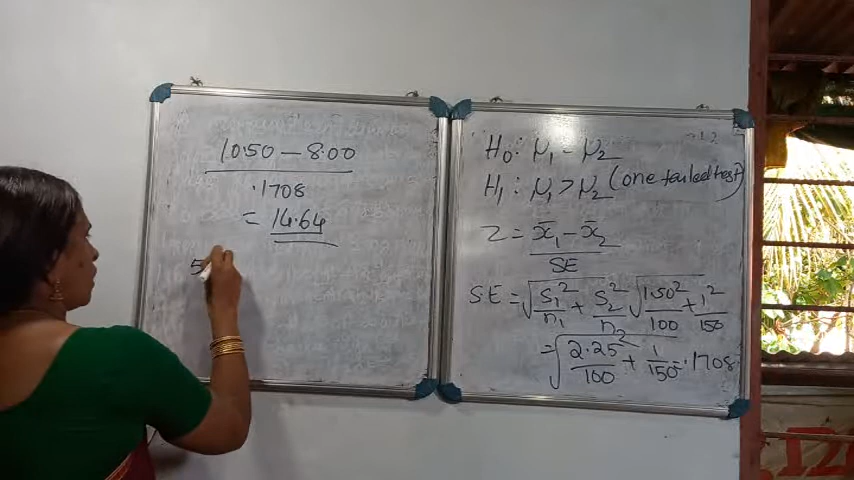 10.50 — 8.00
.1708
= 14.64
5
H₀ : μ₁ = μ₂
H₁ : μ₁ > μ₂ (one tailed test)
Z = x̄₁ - x̄₂
SE
SE = √ S₁²/n₁ + S₂²/n₂ √ 1.50²/100 + 1²/150
= √ 2.25/100 + 1/150 = .1708
12